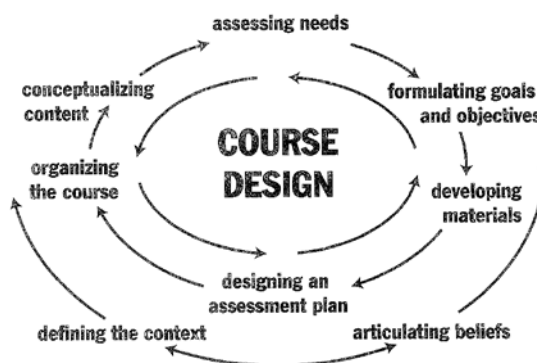 assessing needs
conceptualizing
content
formulating goals
and objectives
COURSE
DESIGN
organizing
the course
developing
materials
designing an
assessment plan
defining the context
articulating beliefs